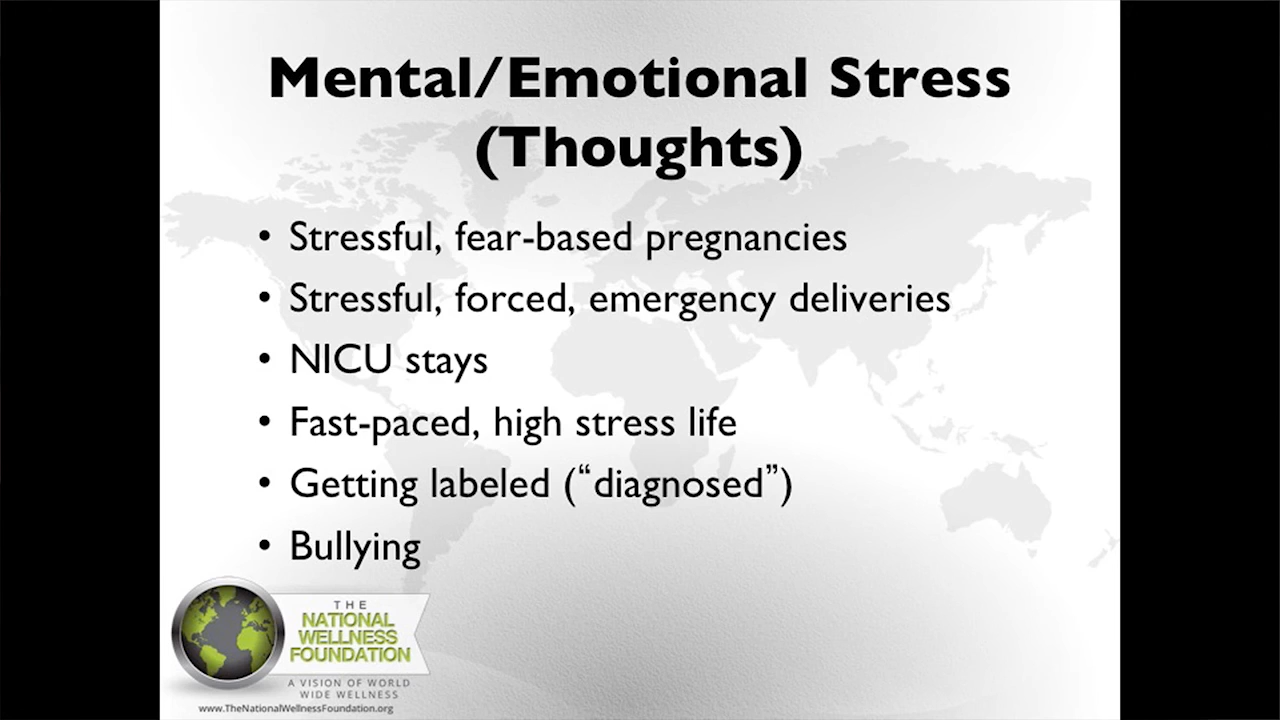 Mental/Emotional Stress
(Thoughts)
• Stressful, fear-based pregnancies
• Stressful, forced, emergency deliveries
• NICU stays
• Fast-paced, high stress life
• Getting labeled (“diagnosed”)
• Bullying
THE
NATIONAL
WELLNESS
FOUNDATION
A VISION OF WORLD
WIDE WELLNESS
www.TheNationalWellnessFoundation.org